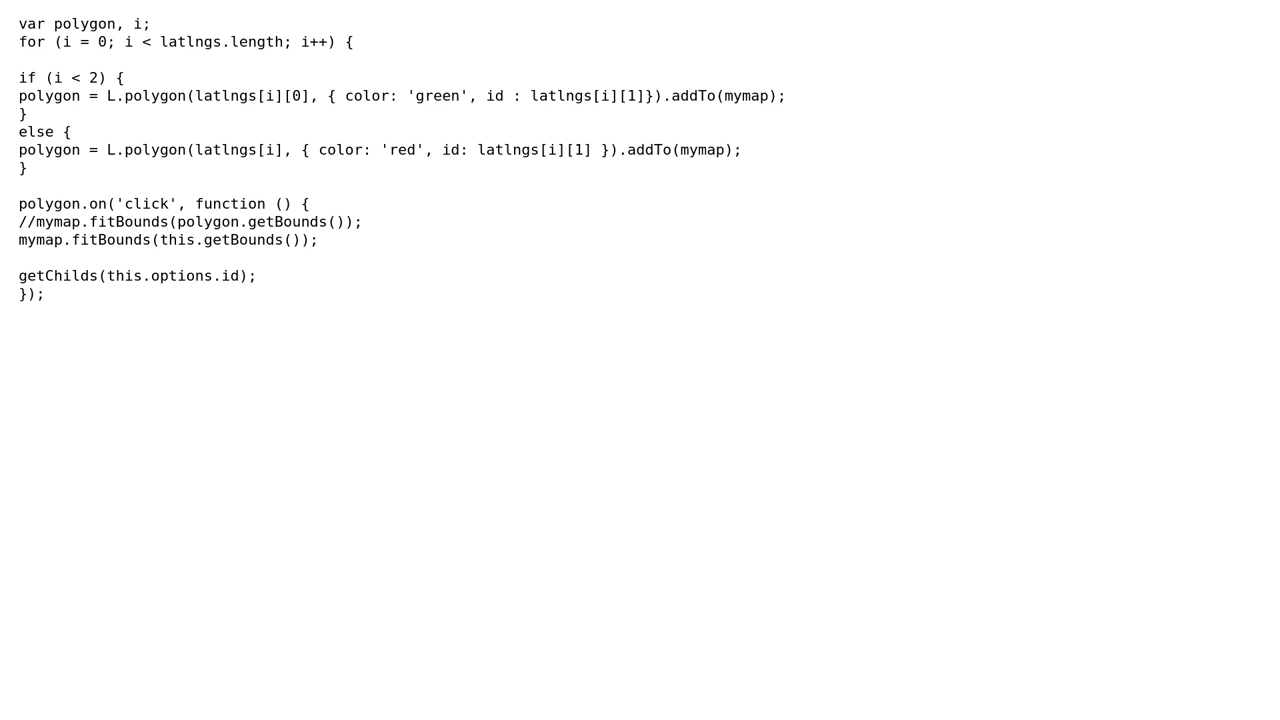 var polygon, i;
for (i = 0; i < latlngs.length; i++) {
if (i < 2) {
polygon = L.polygon(latlngs[i][0], { color: 'green', id : latlngs[i][1]}).addTo(mymap);
}
else {
polygon = L.polygon(latlngs[i], { color: 'red', id: latlngs[i][1] }).addTo(mymap);
}
polygon.on('click', function () {
//mymap.fitBounds(polygon.getBounds());
mymap.fitBounds(this.getBounds());
getChilds(this.options.id);
});